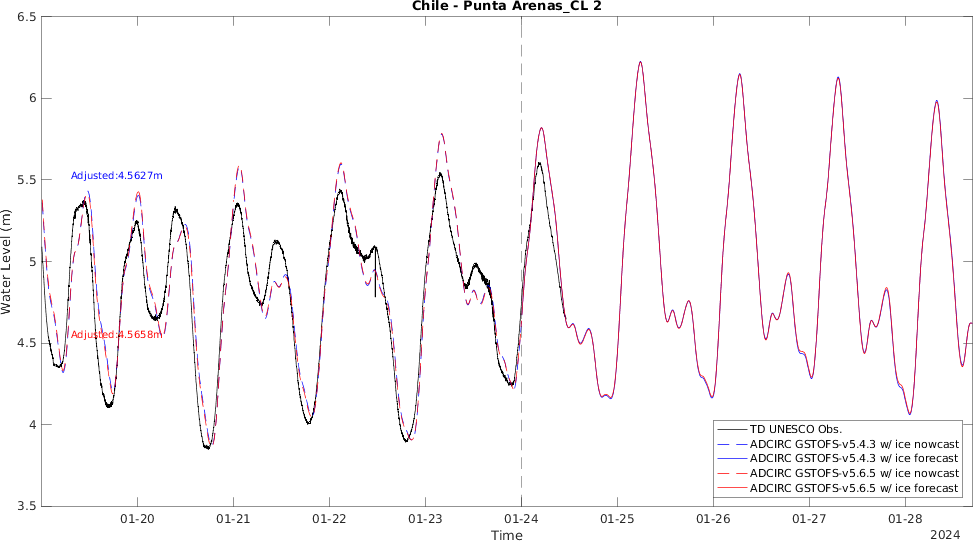 Chile - Punta Arenas_CL 2
6.5
6
5.5
5
4.5
4
3.5
Water Level (m)
Adjusted:4.5627m
Adjusted:4.5658m
TD UNESCO Obs.
ADCIRC GSTOFS-v5.4.3 w/ ice nowcast
ADCIRC GSTOFS-v5.4.3 w/ ice forecast
ADCIRC GSTOFS-v5.6.5 w/ ice nowcast
ADCIRC GSTOFS-v5.6.5 w/ ice forecast
01-20 01-21 01-22 01-23 01-24 01-25 01-26 01-27 01-28
Time
2024